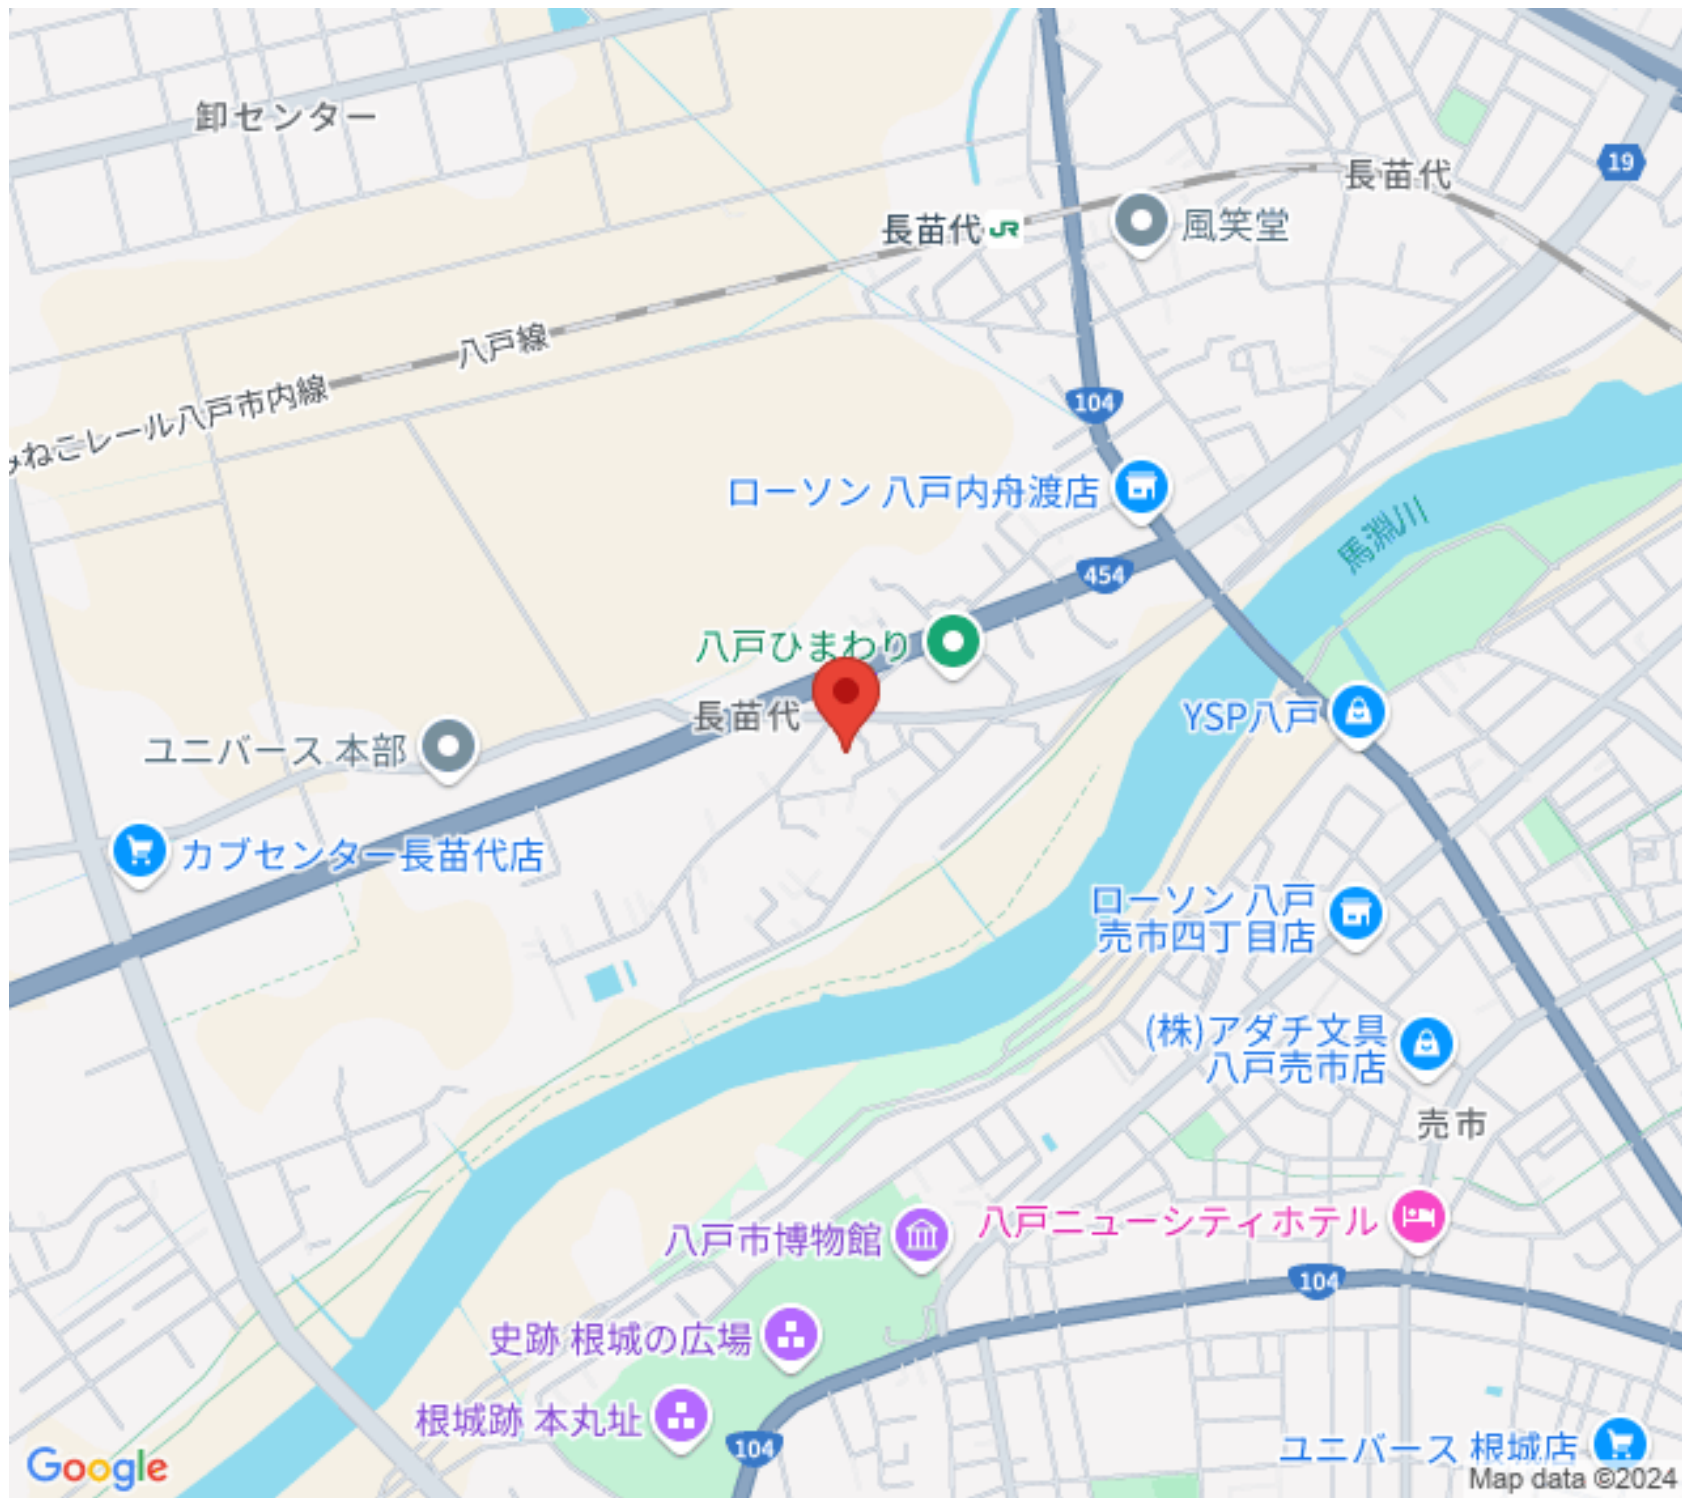 卸センター
長苗代
19
長苗代 JR
風笑堂
八戸線
ねこレール八戸市内線
104
ローソン 八戸内舟渡店
馬淵川
454
八戸ひまわり
長苗代
YSP八戸
ユニバース 本部
カブセンター長苗代店
ローソン 八戸
売市四丁目店
(株)アダチ文具
八戸売市店
売市
八戸市博物館
八戸ニューシティホテル
104
史跡 根城の広場
根城跡 本丸址
104
ユニバース 根城店
Google
Map data ©2024